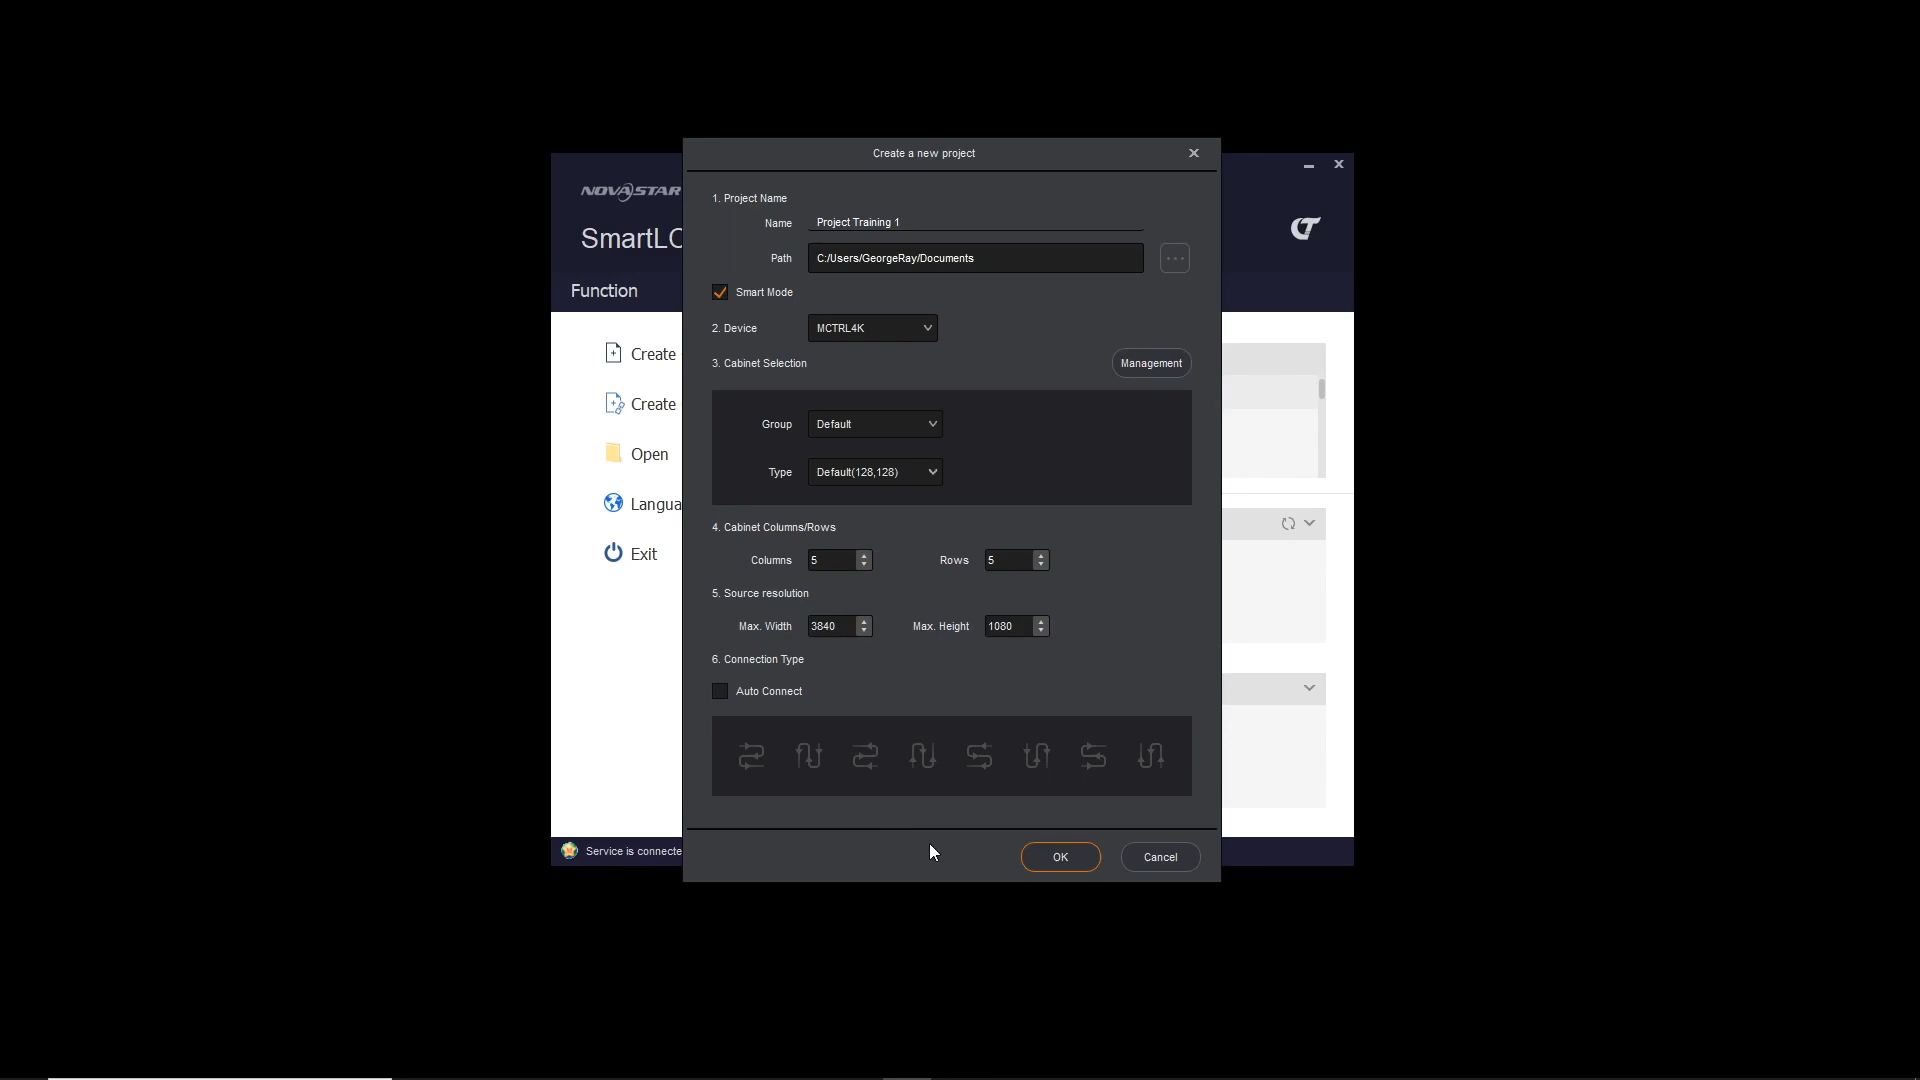 Create a new project
NOVASTAR
SmartLC
Function
Create
Create
Open
Langua
Exit
Service is connecte
1. Project Name
Name Project Training 1
Path C:/Users/GeorgeRay/Documents ...
Smart Mode
2. Device MCTRL4K
3. Cabinet Selection Management
Group Default
Type Default(128,128)
4. Cabinet Columns/Rows
Columns 5 Rows 5
5. Source resolution
Max. Width 3840 Max. Height 1080
6. Connection Type
Auto Connect
OK Cancel